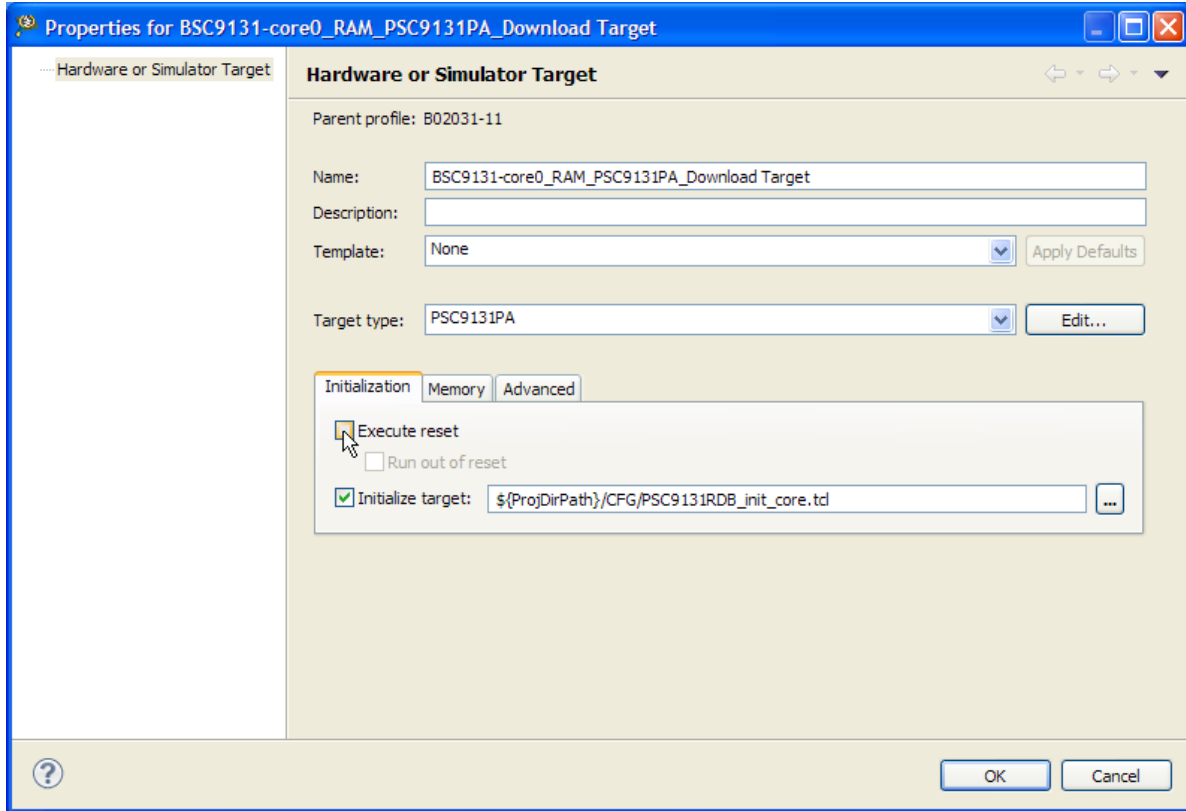 Properties for BSC9131-core0_RAM_PSC9131PA_Download Target
Hardware or Simulator Target
Hardware or Simulator Target
Parent profile: B02031-11
Name: BSC9131-core0_RAM_PSC9131PA_Download Target
Description:
Template: None Apply Defaults
Target type: PSC9131PA Edit...
Initialization Memory Advanced
Execute reset
Run out of reset
Initialize target: ${ProjDirPath}/CFG/PSC9131RDB_init_core.tcl ...
? OK Cancel